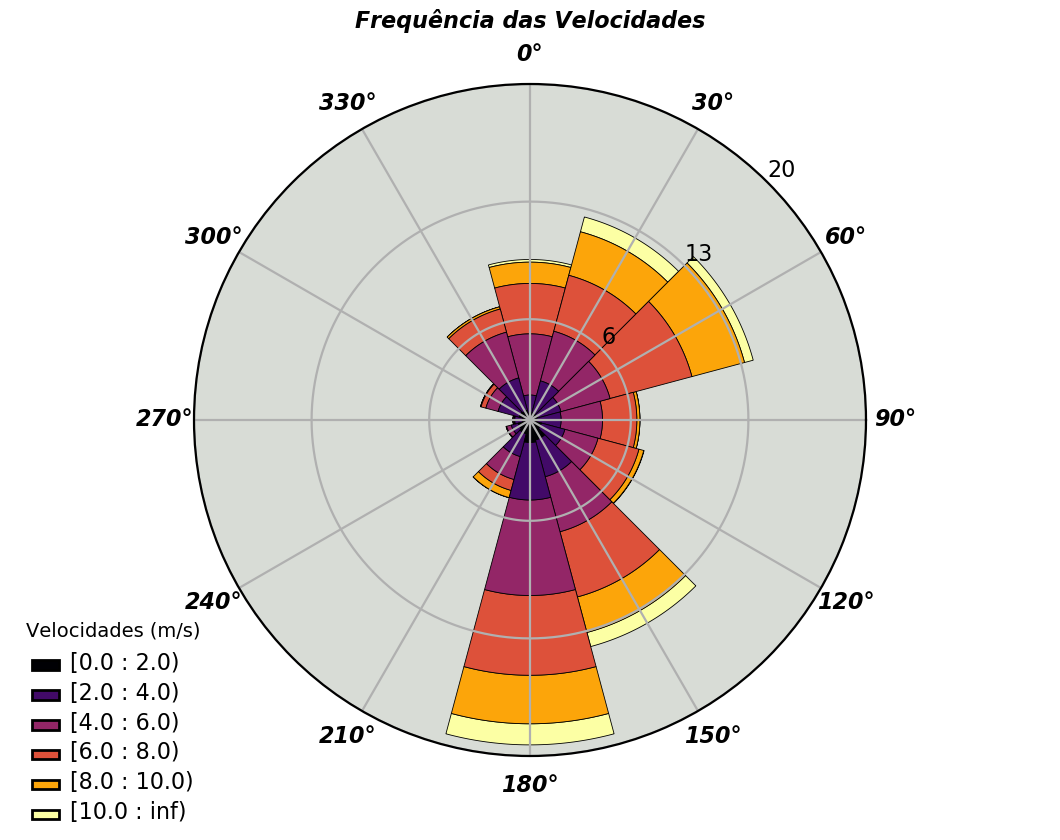 Frequência das Velocidades
0°
330°
30°
20
300°
60°
13
6
270°
90°
240°
120°
210°
150°
180°
Velocidades (m/s)
[0.0 : 2.0)
[2.0 : 4.0)
[4.0 : 6.0)
[6.0 : 8.0)
[8.0 : 10.0)
[10.0 : inf)